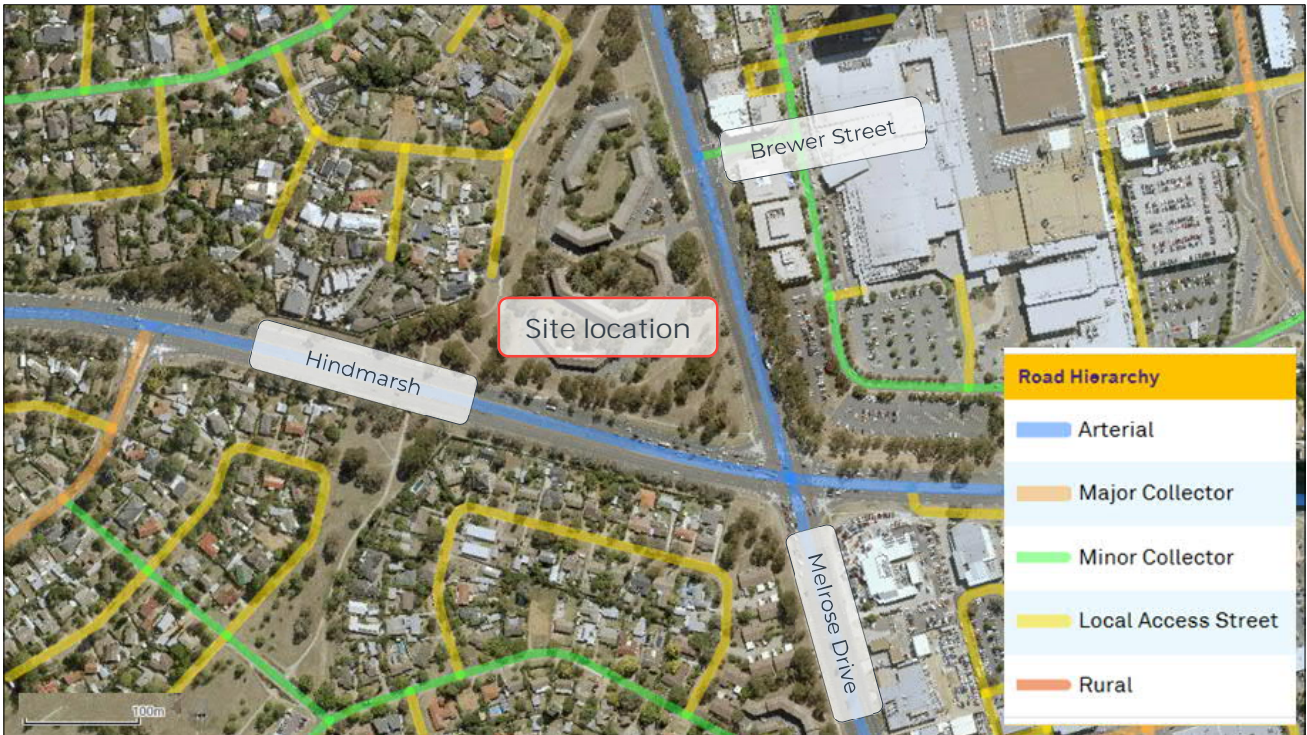 Brewer Street
Site location
Hindmarsh
Melrose Drive
Road Hierarchy
Arterial
Major Collector
Minor Collector
Local Access Street
Rural
100m